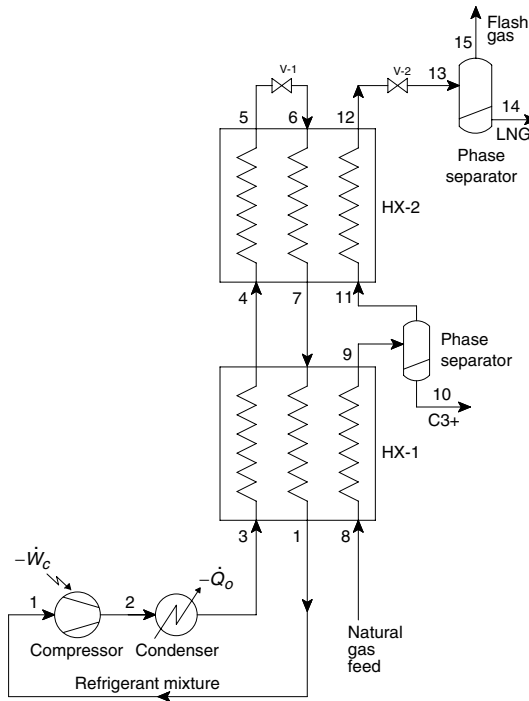 Flash
gas
15
V-1
V-2
13
14
LNG
5
6
12
Phase
separator
HX-2
4
7
11
9
Phase
separator
10
C3+
HX-1
3
1
8
−Ẇc
−Q̇o
1
2
Compressor
Condenser
Natural
gas
feed
Refrigerant mixture